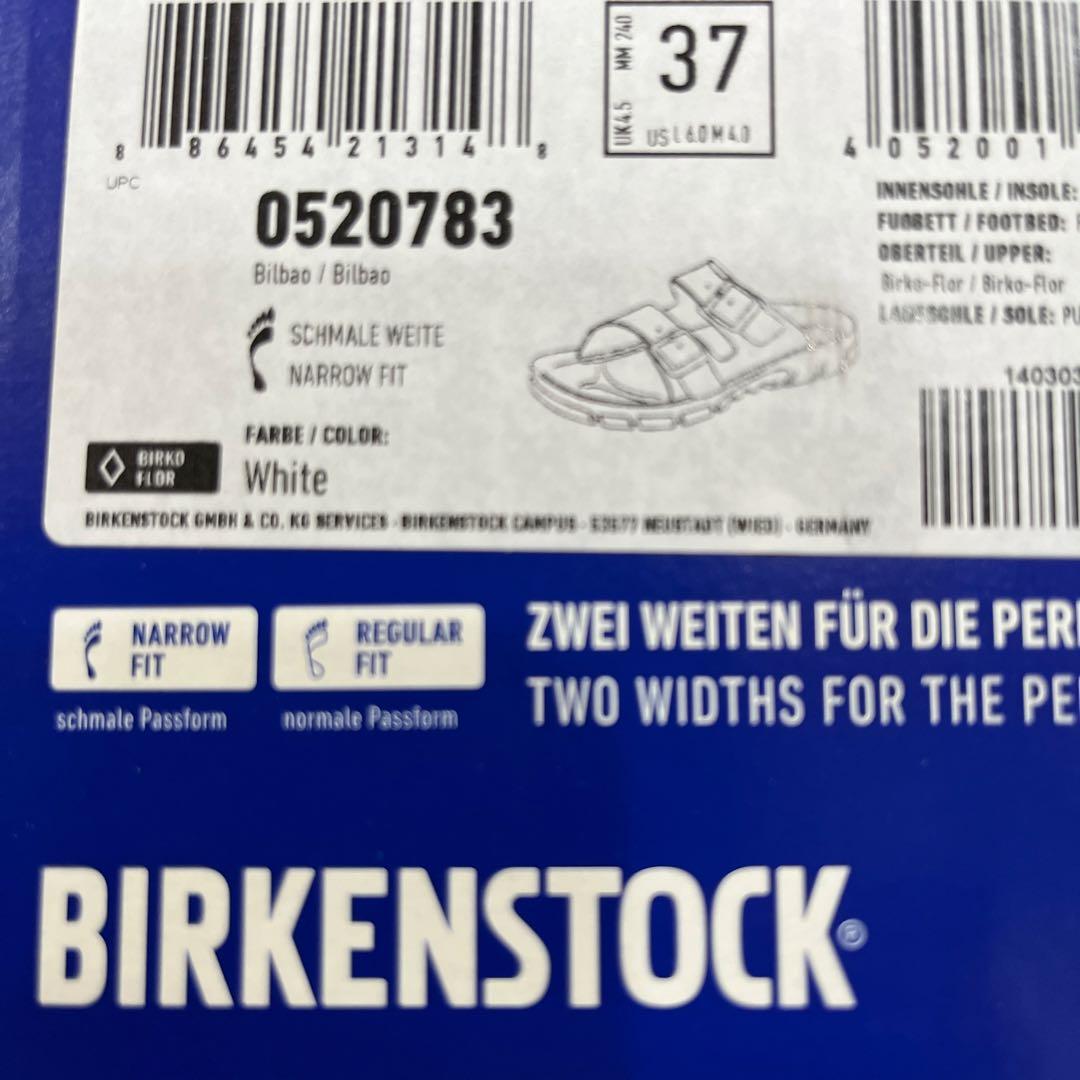 8 86454 21314 8
UPC
UK4.5 MM 240
37
US L 6.0 M 4.0
4 052001
0520783
Bilbao / Bilbao
SCHMALE WEITE
NARROW FIT
FARBE / COLOR:
White
BIRKO
FLOR
INNENSOHLE / INSOLE:
FUßBETT / FOOTBED:
OBERTEIL / UPPER:
Birko-Flor / Birko-Flor
LAUFSOHLE / SOLE: PU
140303
BIRKENSTOCK GMBH & CO. KG SERVICES - BIRKENSTOCK CAMPUS - 53577 NEUSTADT (WIED) - GERMANY
NARROW
FIT
schmale Passform
REGULAR
FIT
normale Passform
ZWEI WEITEN FÜR DIE PER
TWO WIDTHS FOR THE PE
BIRKENSTOCK®